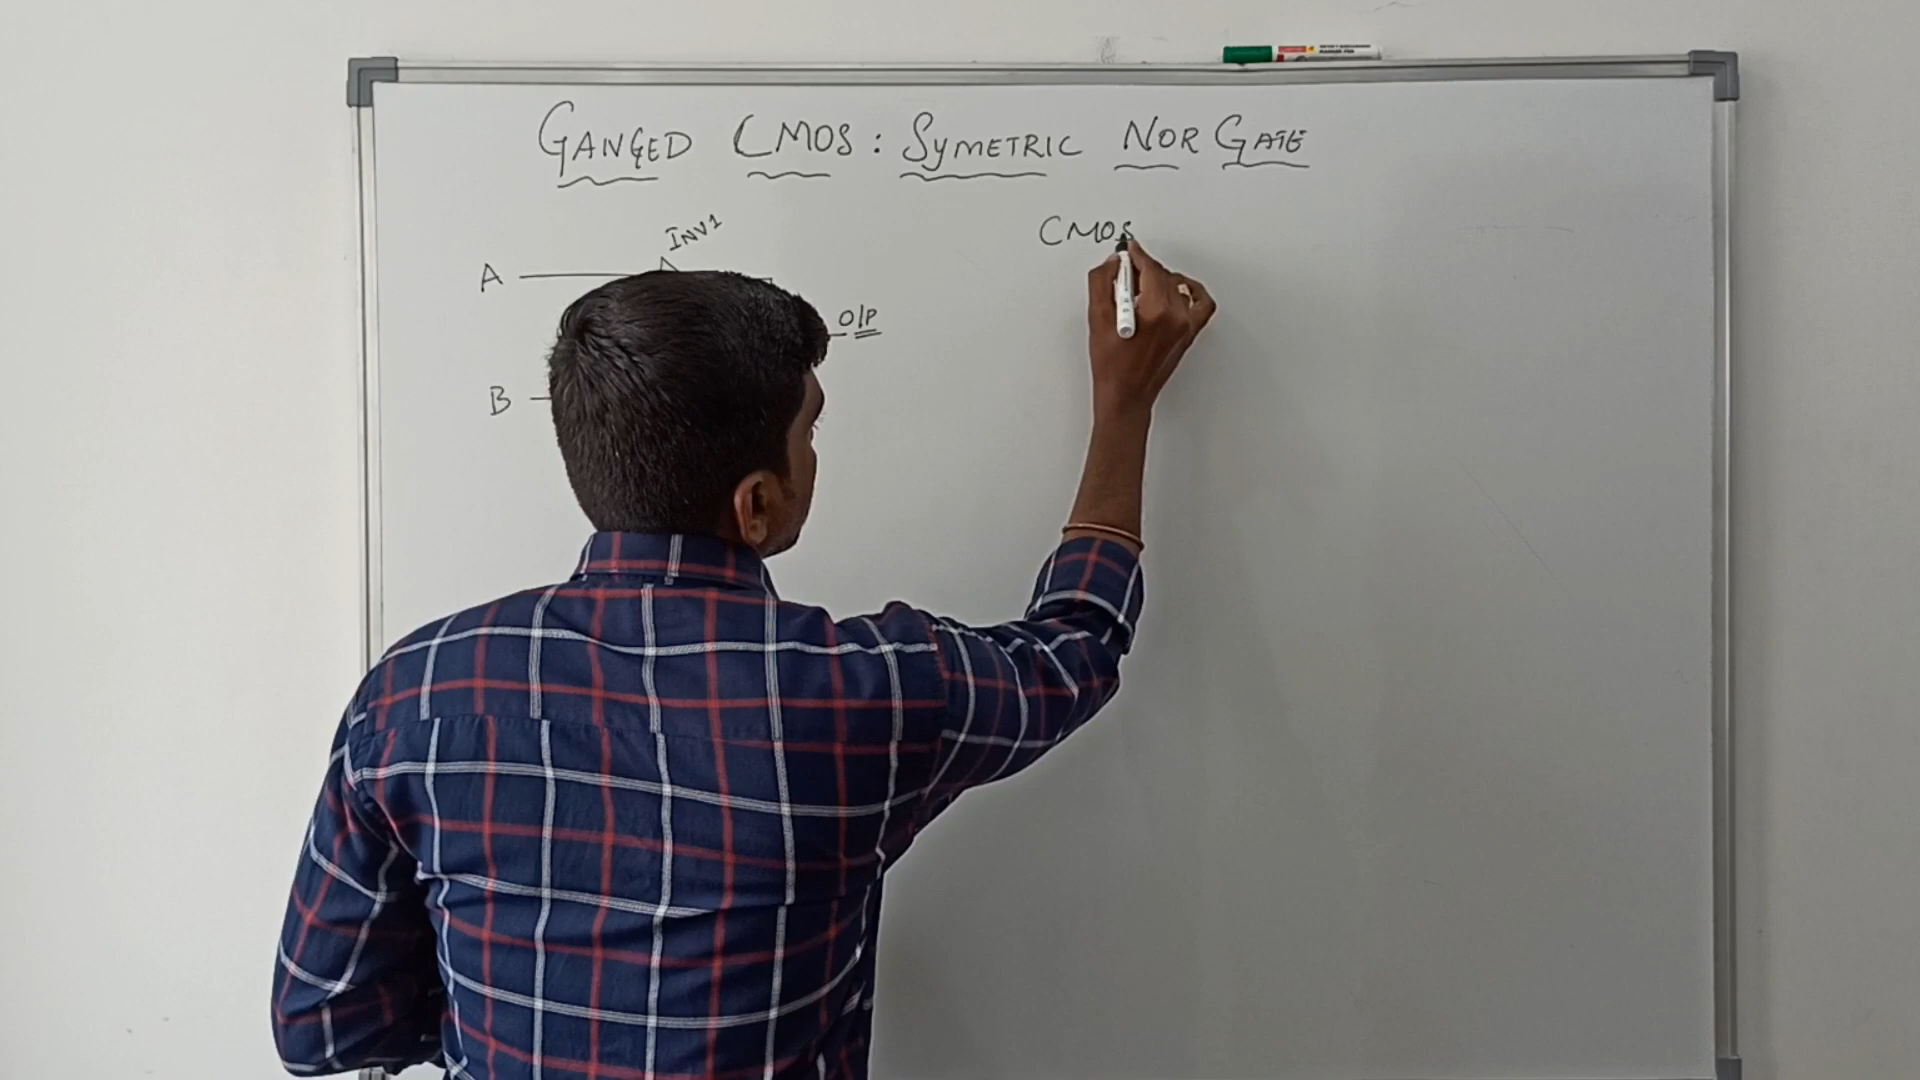 GANGED CMOS: SYMETRIC NOR GATE
INV1
CMOS
A
O/P
B